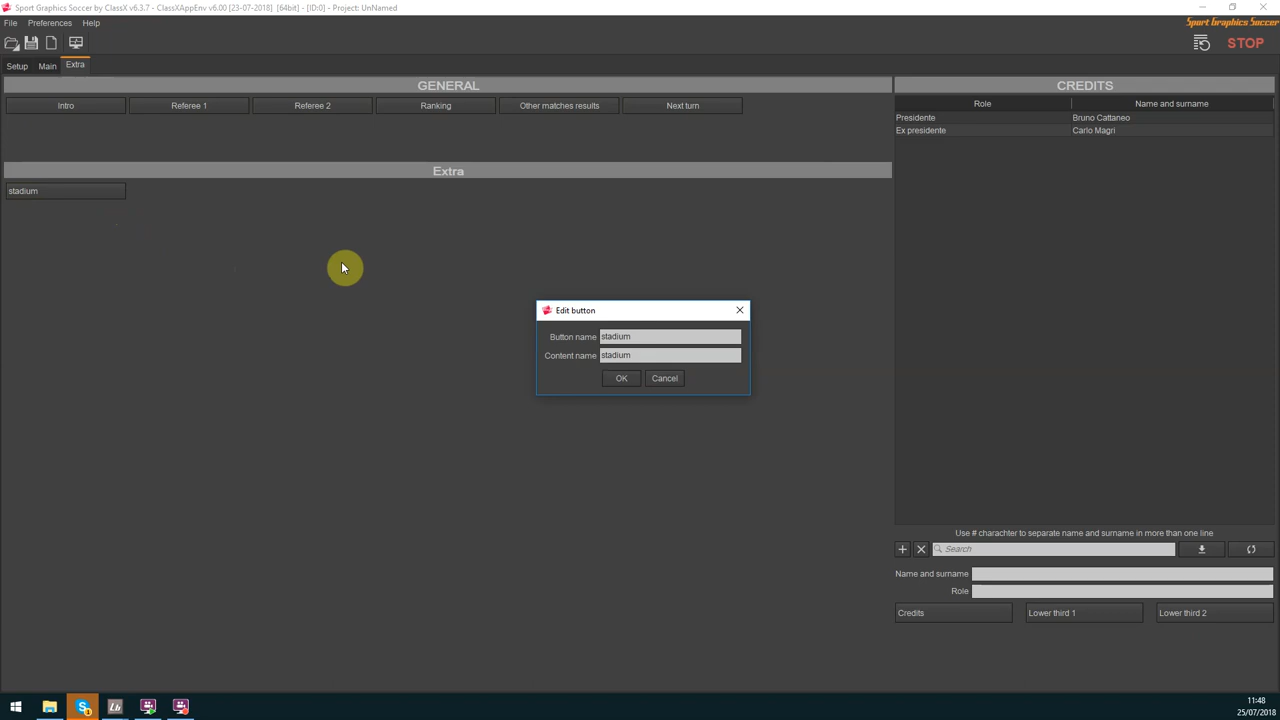 Sport Graphics Soccer by ClassX v6.3.7 - ClassXAppEnv v6.00 [23-07-2018] [64bit] - [ID:0] - Project: UnNamed
File Preferences Help
Sport Graphics Soccer
STOP
Setup Main Extra
GENERAL
Intro Referee 1 Referee 2 Ranking Other matches results Next turn
Extra
stadium
CREDITS
Role Name and surname
Presidente Bruno Cattaneo
Ex presidente Carlo Magri
Edit button
Button name stadium
Content name stadium
OK Cancel
Use # charachter to separate name and surname in more than one line
Search
Name and surname
Role
Credits Lower third 1 Lower third 2
Lb
11:48
25/07/2018